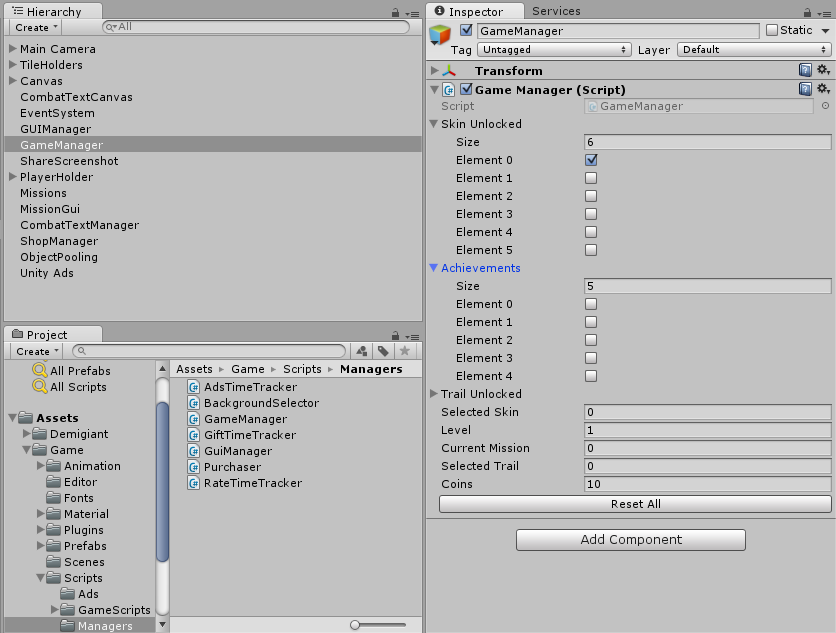 Hierarchy
Create
All
Main Camera
TileHolders
Canvas
CombatTextCanvas
EventSystem
GUIManager
GameManager
ShareScreenshot
PlayerHolder
Missions
MissionGui
CombatTextManager
ShopManager
ObjectPooling
Unity Ads
Project
Create
All Prefabs
All Scripts
Assets
Demigiant
Game
Animation
Editor
Fonts
Material
Plugins
Prefabs
Scenes
Scripts
Ads
GameScripts
Managers
Assets Game Scripts Managers
AdsTimeTracker
BackgroundSelector
GameManager
GiftTimeTracker
GuiManager
Purchaser
RateTimeTracker
Inspector Services
GameManager Static
Tag Untagged Layer Default
Transform
Game Manager (Script)
Script GameManager
Skin Unlocked
Size 6
Element 0
Element 1
Element 2
Element 3
Element 4
Element 5
Achievements
Size 5
Element 0
Element 1
Element 2
Element 3
Element 4
Trail Unlocked
Selected Skin 0
Level 1
Current Mission 0
Selected Trail 0
Coins 10
Reset All
Add Component